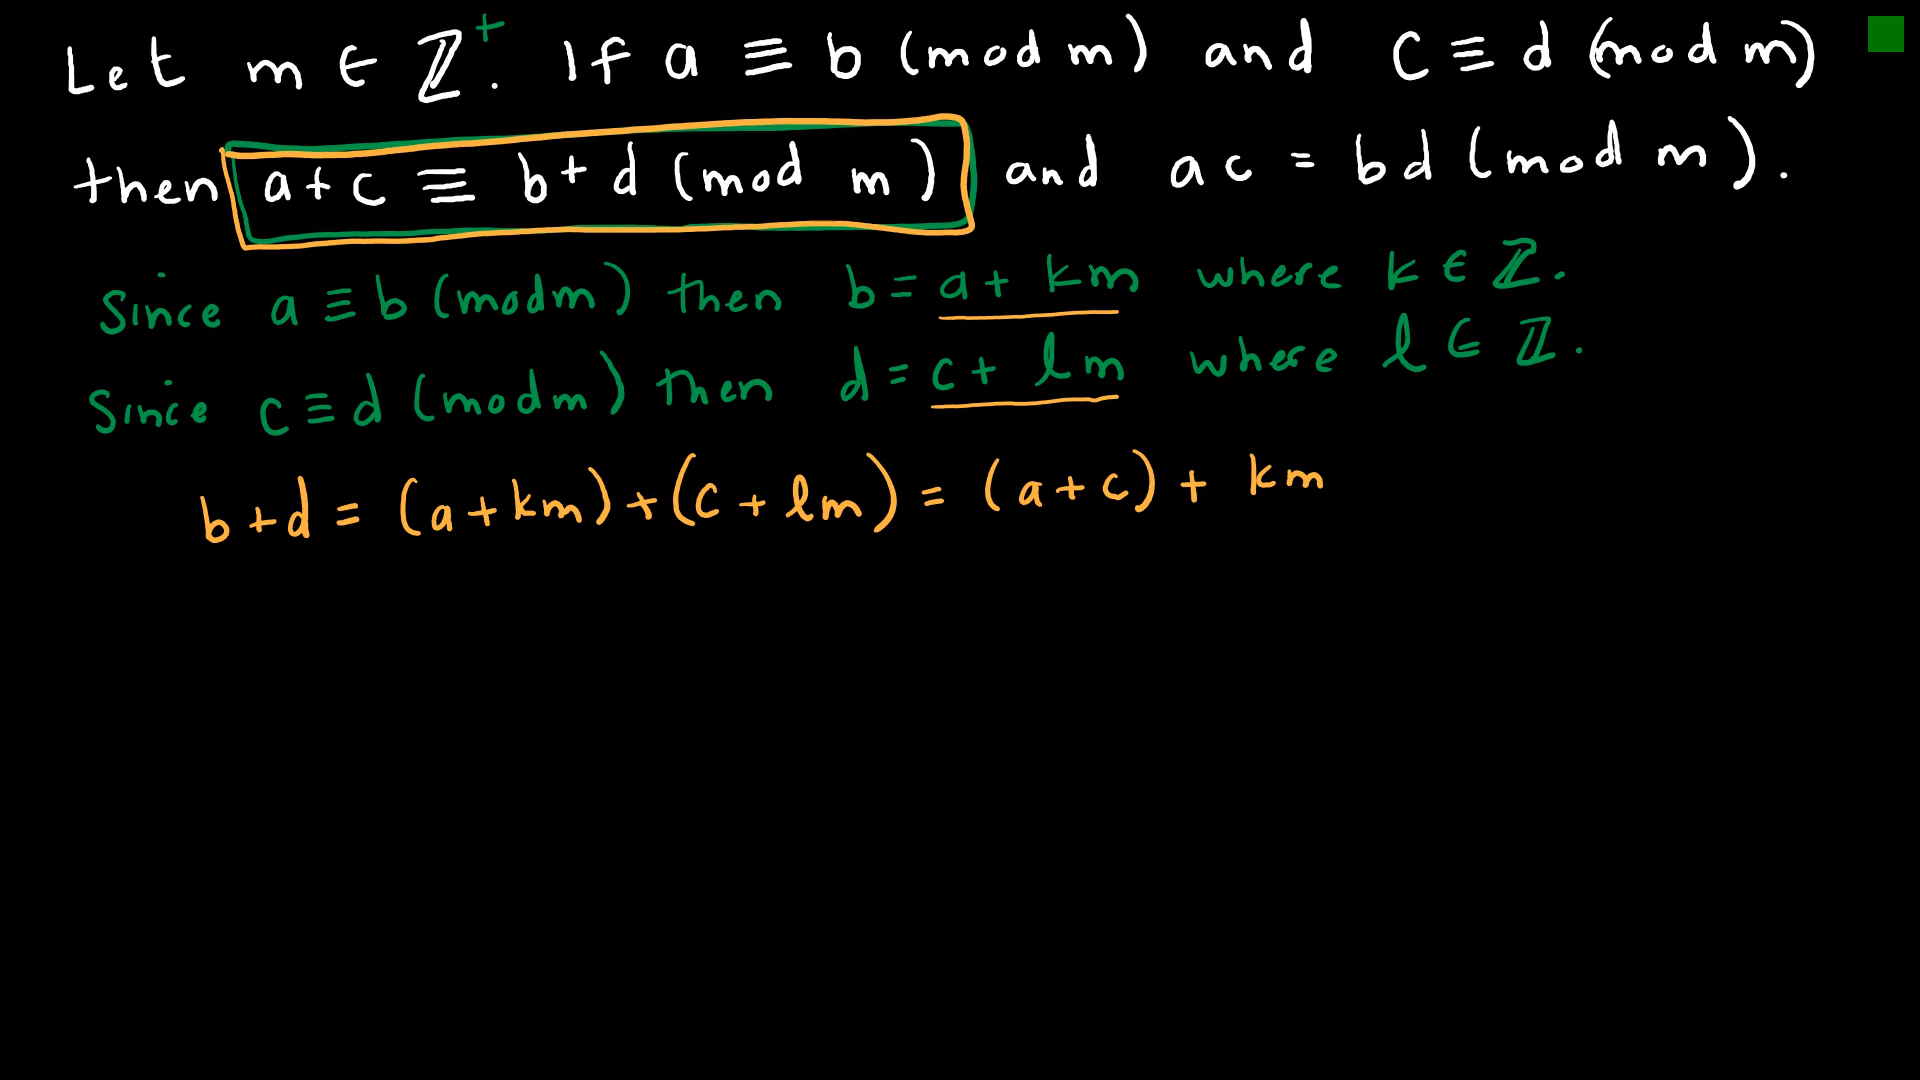 Let m ∈ ℤ⁺. If a ≡ b (mod m) and c ≡ d (mod m)
then a+c ≡ b+d (mod m) and ac = bd (mod m).
Since a ≡ b (mod m) then b = a + km where k ∈ ℤ.
Since c ≡ d (mod m) then d = c + lm where l ∈ ℤ.
b+d = (a+km)+(c+lm) = (a+c) + km